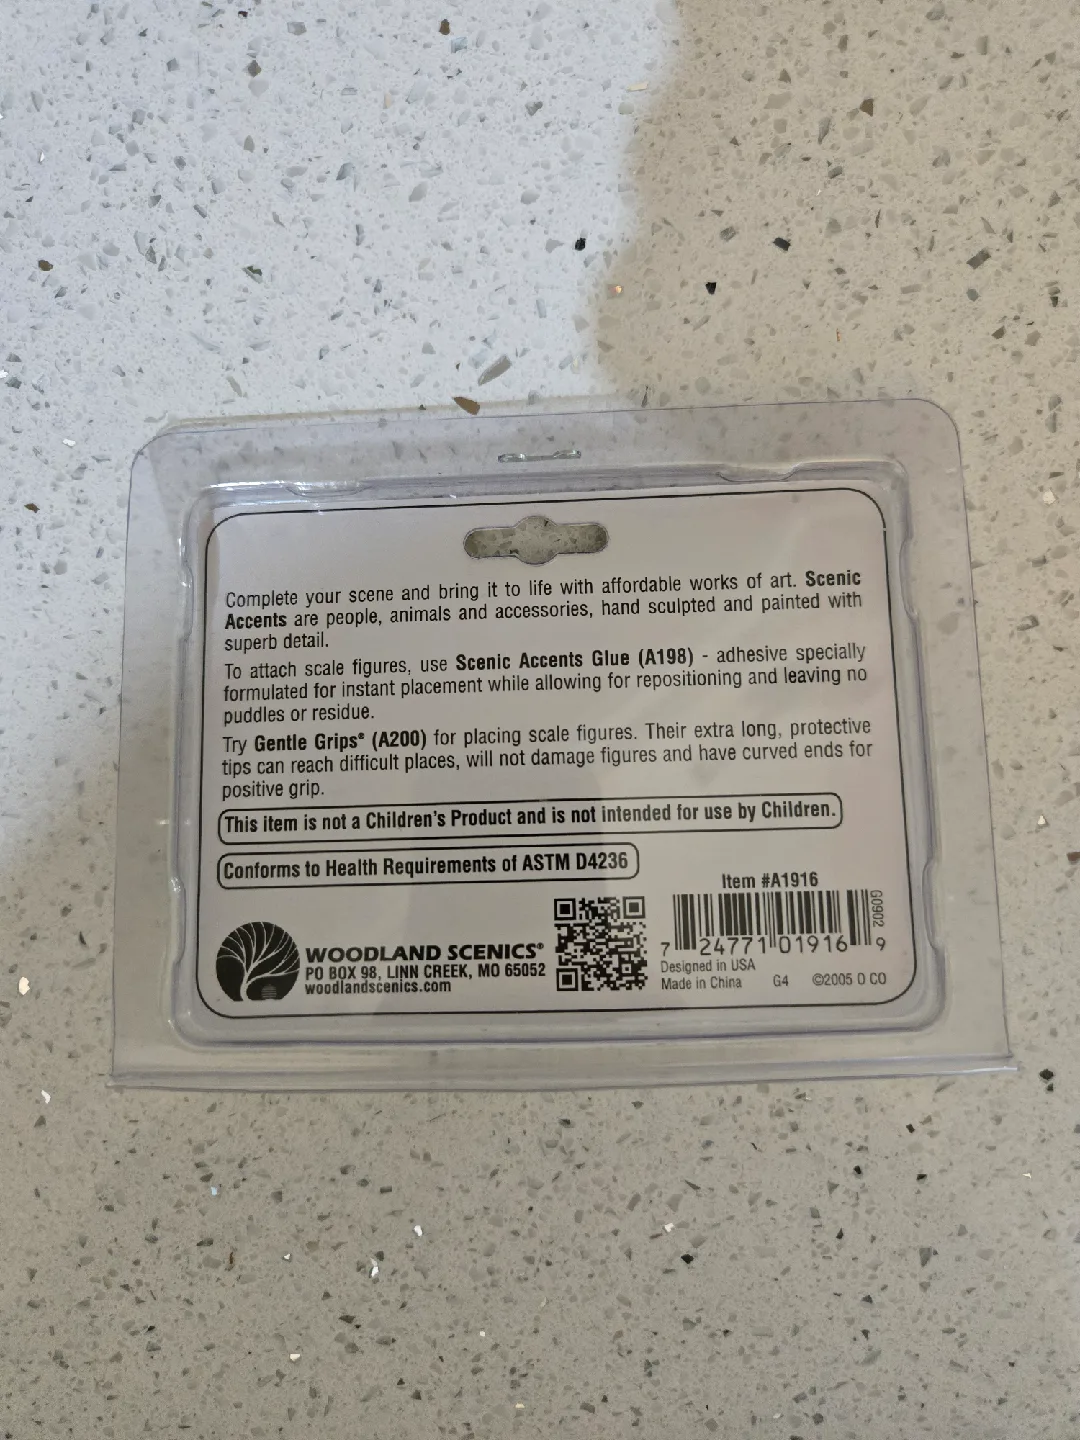 Complete your scene and bring it to life with affordable works of art. Scenic
Accents are people, animals and accessories, hand sculpted and painted with
superb detail.
To attach scale figures, use Scenic Accents Glue (A198) - adhesive specially
formulated for instant placement while allowing for repositioning and leaving no
puddles or residue.
Try Gentle Grips® (A200) for placing scale figures. Their extra long, protective
tips can reach difficult places, will not damage figures and have curved ends for
positive grip.
This item is not a Children's Product and is not intended for use by Children.
Conforms to Health Requirements of ASTM D4236
Item #A1916
G0902
7 24771 01916 9
WOODLAND SCENICS®
PO BOX 98, LINN CREEK, MO 65052
woodlandscenics.com
Designed in USA
Made in China G4 ©2005 O CO